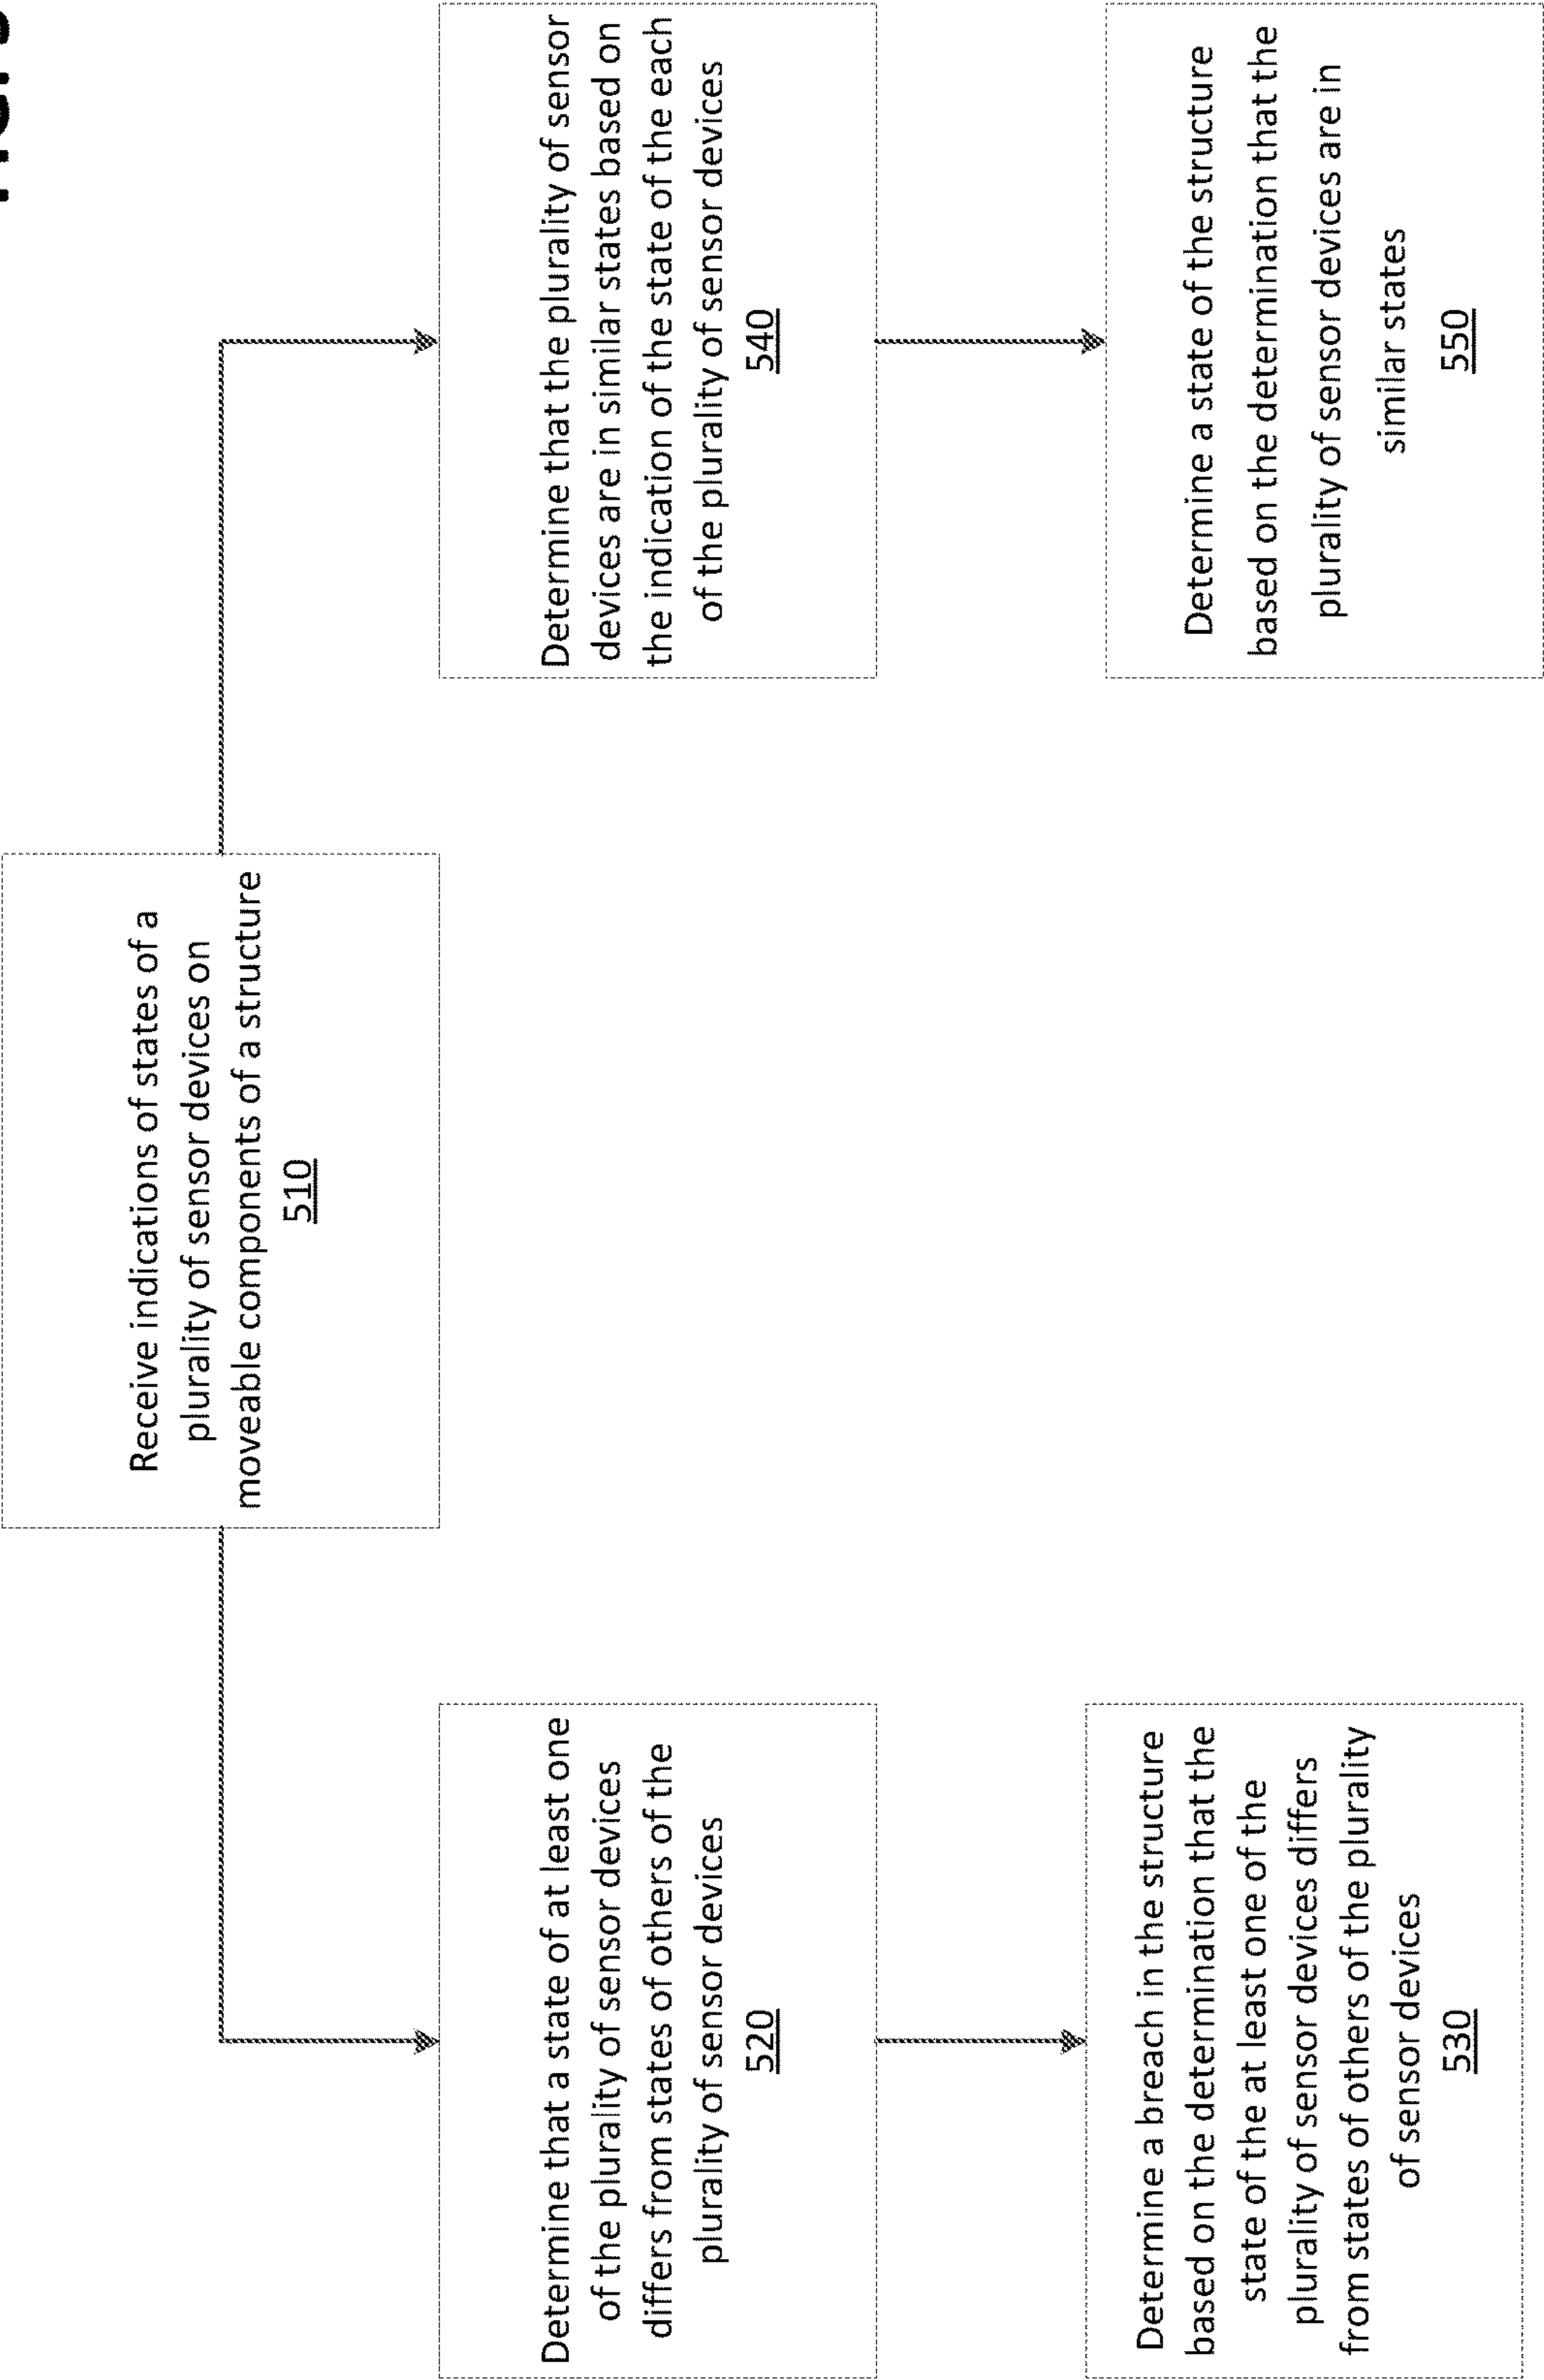 Receive indications of states of a
plurality of sensor devices on
moveable components of a structure
510
Determine that a state of at least one
of the plurality of sensor devices
differs from states of others of the
plurality of sensor devices
520
Determine a breach in the structure
based on the determination that the
state of the at least one of the
plurality of sensor devices differs
from states of others of the plurality
of sensor devices
530
Determine that the plurality of sensor
devices are in similar states based on
the indication of the state of the each
of the plurality of sensor devices
540
Determine a state of the structure
based on the determination that the
plurality of sensor devices are in
similar states
550